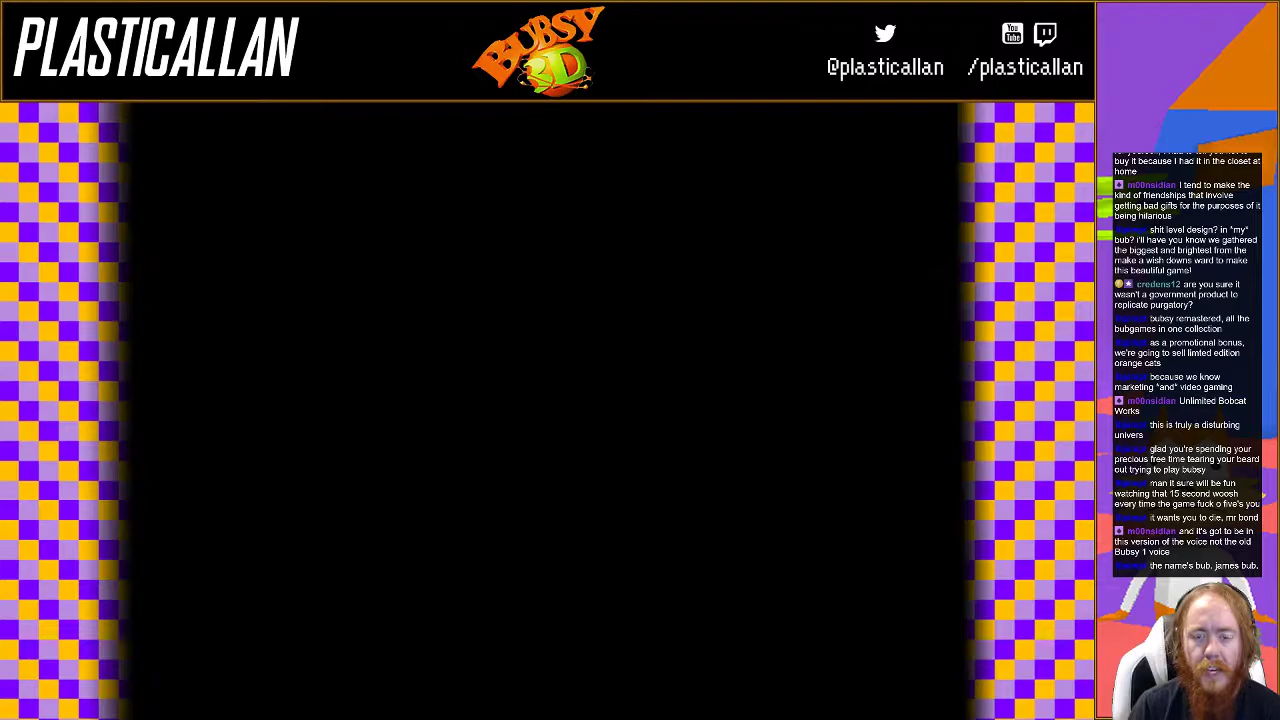 PLASTICALLAN
BUBSY
3D
@plasticallan
/plasticallan
buy it because I had it in the closet at
home
m00nsidian I tend to make the
kind of friendships that involve
getting bad gifts for the purposes of it
being hilarious
shit level design? in *my*
bub? i'll have you know we gathered
the biggest and brightest from the
make a wish downs ward to make
this beautiful game!
credens12 are you sure it
wasn't a government product to
replicate purgatory?
bubsy remastered, all the
bubgames in one collection
as a promotional bonus,
we're going to sell limted edition
orange cats
because we know
marketing *and* video gaming
m00nsidian Unlimited Bobcat
Works
this is truly a disturbing
univers
glad you're spending your
precious free time tearing your beard
out trying to play bubsy
man it sure will be fun
watching that 15 second woosh
every time the game fuck o five's you
it wants you to die, mr bond
m00nsidian and it's got to be in
this version of the voice not the old
Bubsy 1 voice
the name's bub. james bub.